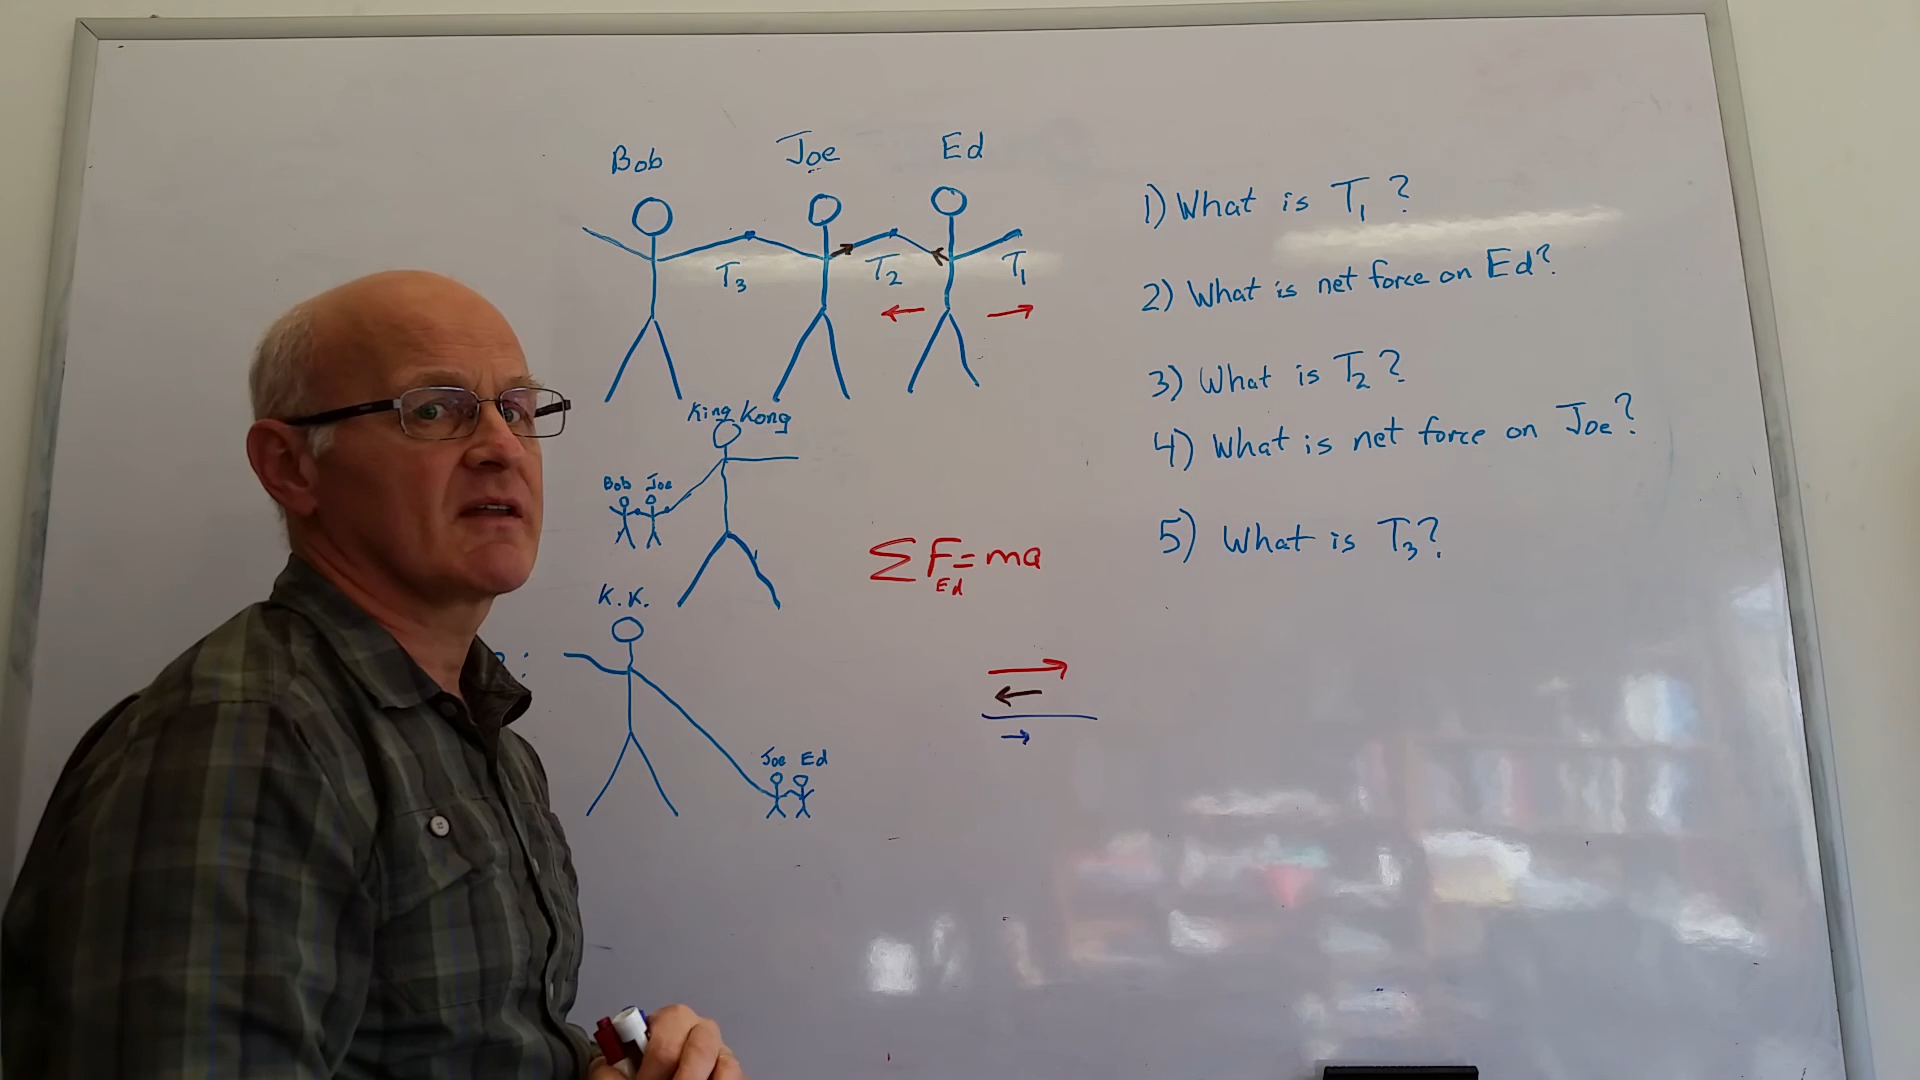 Bob Joe Ed
T3 T2 T1
King Kong
Bob Joe
K.K.
Joe Ed
ΣF=ma
Ed
1) What is T1?
2) What is net force on Ed?
3) What is T2?
4) What is net force on Joe?
5) What is T3?